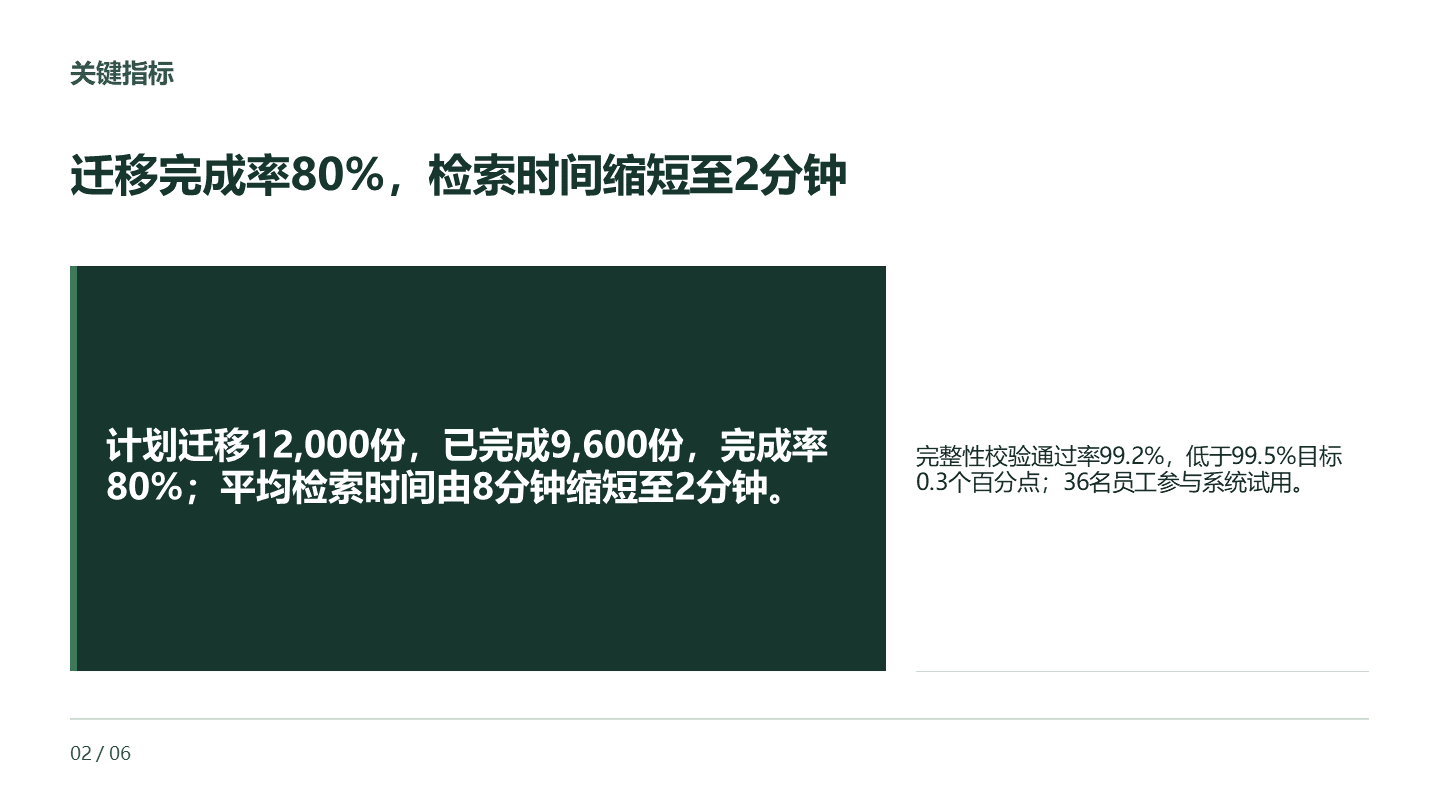 关键指标
迁移完成率80%，检索时间缩短至2分钟
计划迁移12,000份，已完成9,600份，完成率
80%；平均检索时间由8分钟缩短至2分钟。
完整性校验通过率99.2%，低于99.5%目标
0.3个百分点；36名员工参与系统试用。
02 / 06